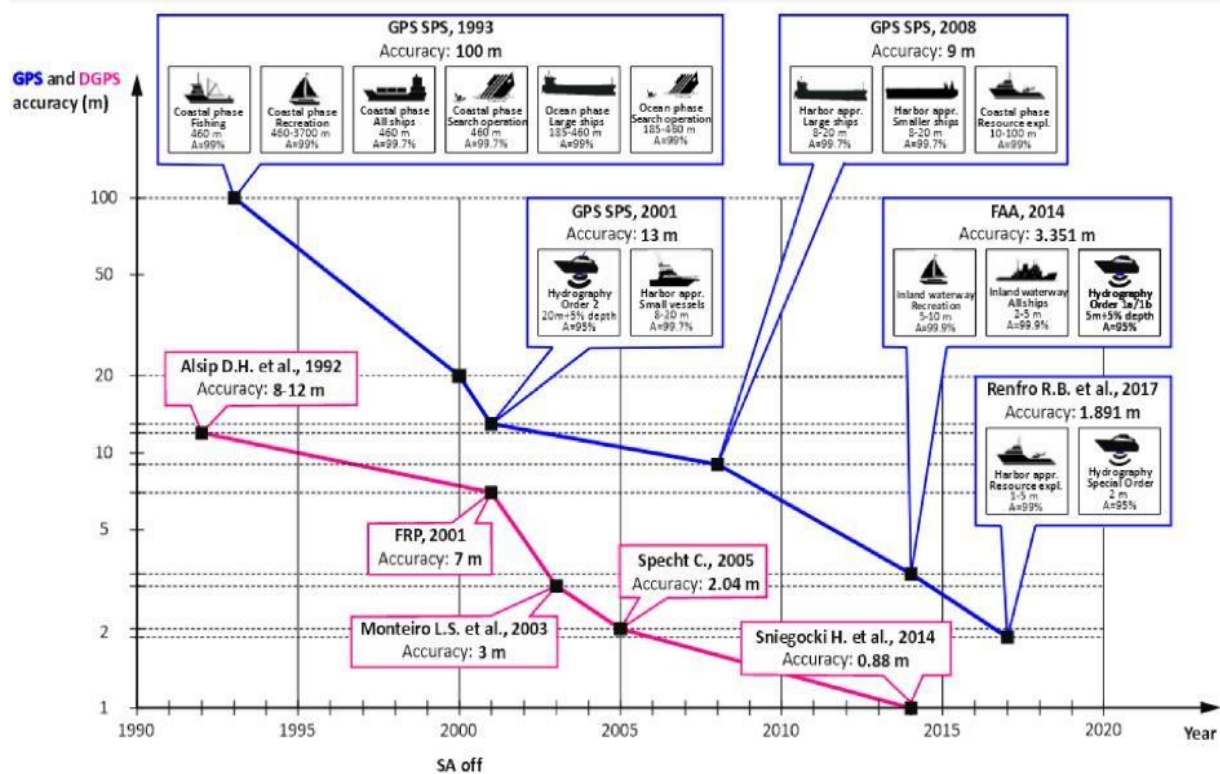 GPS SPS, 1993
Accuracy: 100 m
Coastal phase
Fishing
460 m
A=99%
Coastal phase
Recreation
460-3700 m
A=99%
Coastal phase
All ships
460 m
A=99.7%
Coastal phase
Search operation
460 m
A=99.7%
Ocean phase
Large ships
185-460 m
A=99%
Ocean phase
Search operation
185-460 m
A=99%
GPS SPS, 2008
Accuracy: 9 m
Harbor appr.
Large ships
8-20 m
A=99.7%
Harbor appr.
Smaller ships
8-20 m
A=99.7%
Coastal phase
Resource expl.
10-100 m
A=99%
GPS and DGPS
accuracy (m)
GPS SPS, 2001
Accuracy: 13 m
Hydrography
Order 2
20m+5% depth
A=95%
Harbor appr.
Small vessels
8-20 m
A=99.7%
FAA, 2014
Accuracy: 3.351 m
Inland waterway
Recreation
5-10 m
A=99.9%
Inland waterway
All ships
2-5 m
A=99.9%
Hydrography
Order 1a/1b
5m+5% depth
A=95%
Alsip D.H. et al., 1992
Accuracy: 8-12 m
Renfro R.B. et al., 2017
Accuracy: 1.891 m
Harbor appr.
Resource expl.
1-5 m
A=99%
Hydrography
Special Order
2 m
A=95%
FRP, 2001
Accuracy: 7 m
Specht C., 2005
Accuracy: 2.04 m
Monteiro L.S. et al., 2003
Accuracy: 3 m
Sniegocki H. et al., 2014
Accuracy: 0.88 m
100
50
20
10
5
2
1
1990
1995
2000
2005
2010
2015
2020
Year
SA off